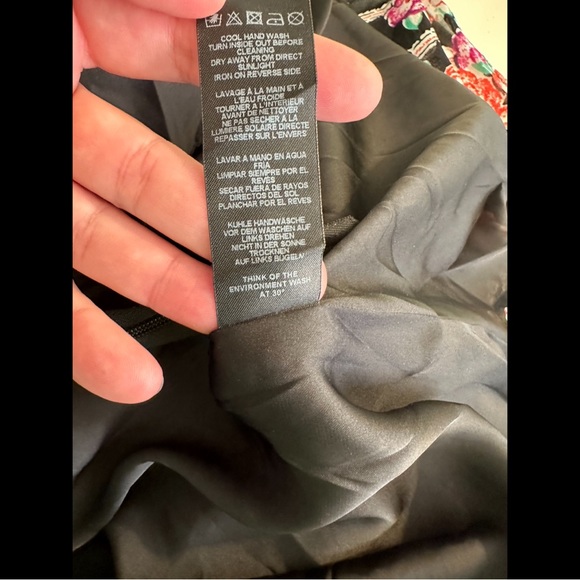 COOL HAND WASH
TURN INSIDE OUT BEFORE
CLEANING
DRY AWAY FROM DIRECT
SUNLIGHT
IRON ON REVERSE SIDE
LAVAGE À LA MAIN ET À
L'EAU FROIDE
TOURNER A L'INTERIEUR
AVANT DE NETTOYER
NE PAS SÉCHER À LA
LUMIERE SOLAIRE DIRECTE
REPASSER SUR L'ENVERS
LAVAR A MANO EN AGUA
FRIA
LIMPIAR SIEMPRE POR EL
REVES
SECAR FUERA DE RAYOS
DIRECTOS DEL SOL
PLANCHAR POR EL REVES
KUHLE HANDWÄSCHE
VOR DEM WASCHEN AUF
LINKS DREHEN
NICHT IN DER SONNE
TROCKNEN
AUF LINKS BÜGELN
THINK OF THE
ENVIRONMENT WASH
AT 30°